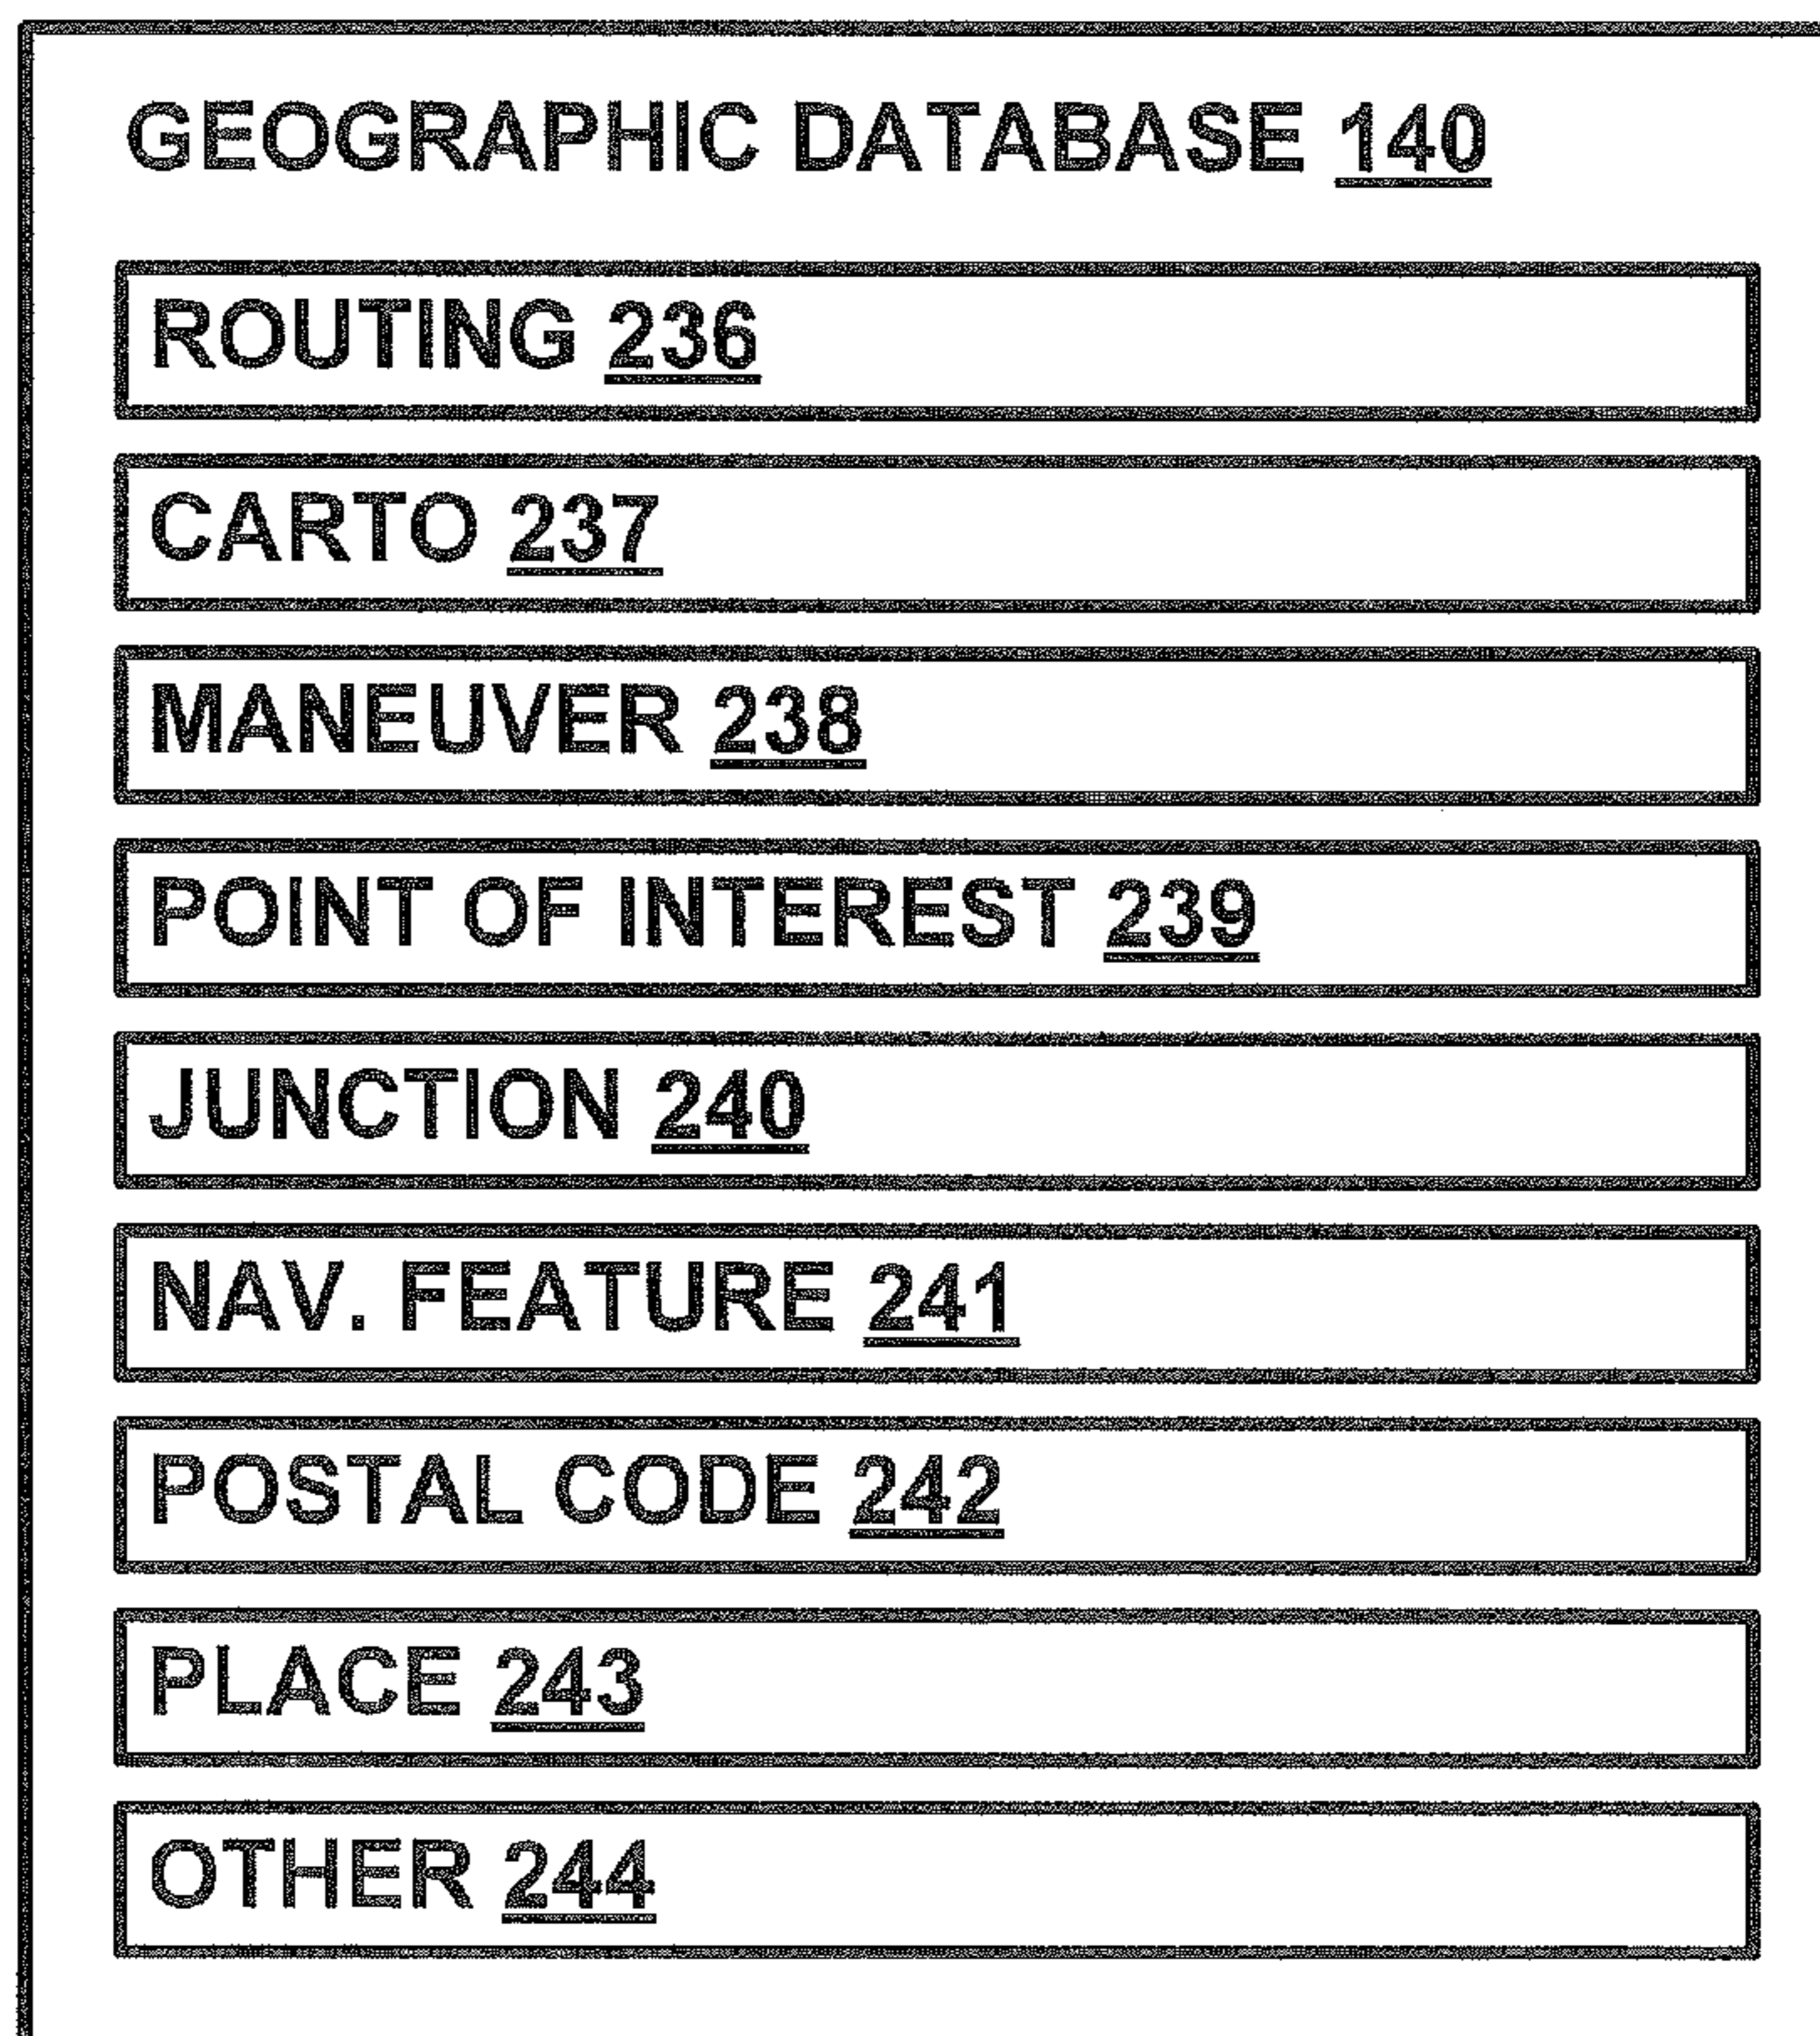 GEOGRAPHIC DATABASE 140
ROUTING 236
CARTO 237
MANEUVER 238
POINT OF INTEREST 239
JUNCTION 240
NAV. FEATURE 241
POSTAL CODE 242
PLACE 243
OTHER 244